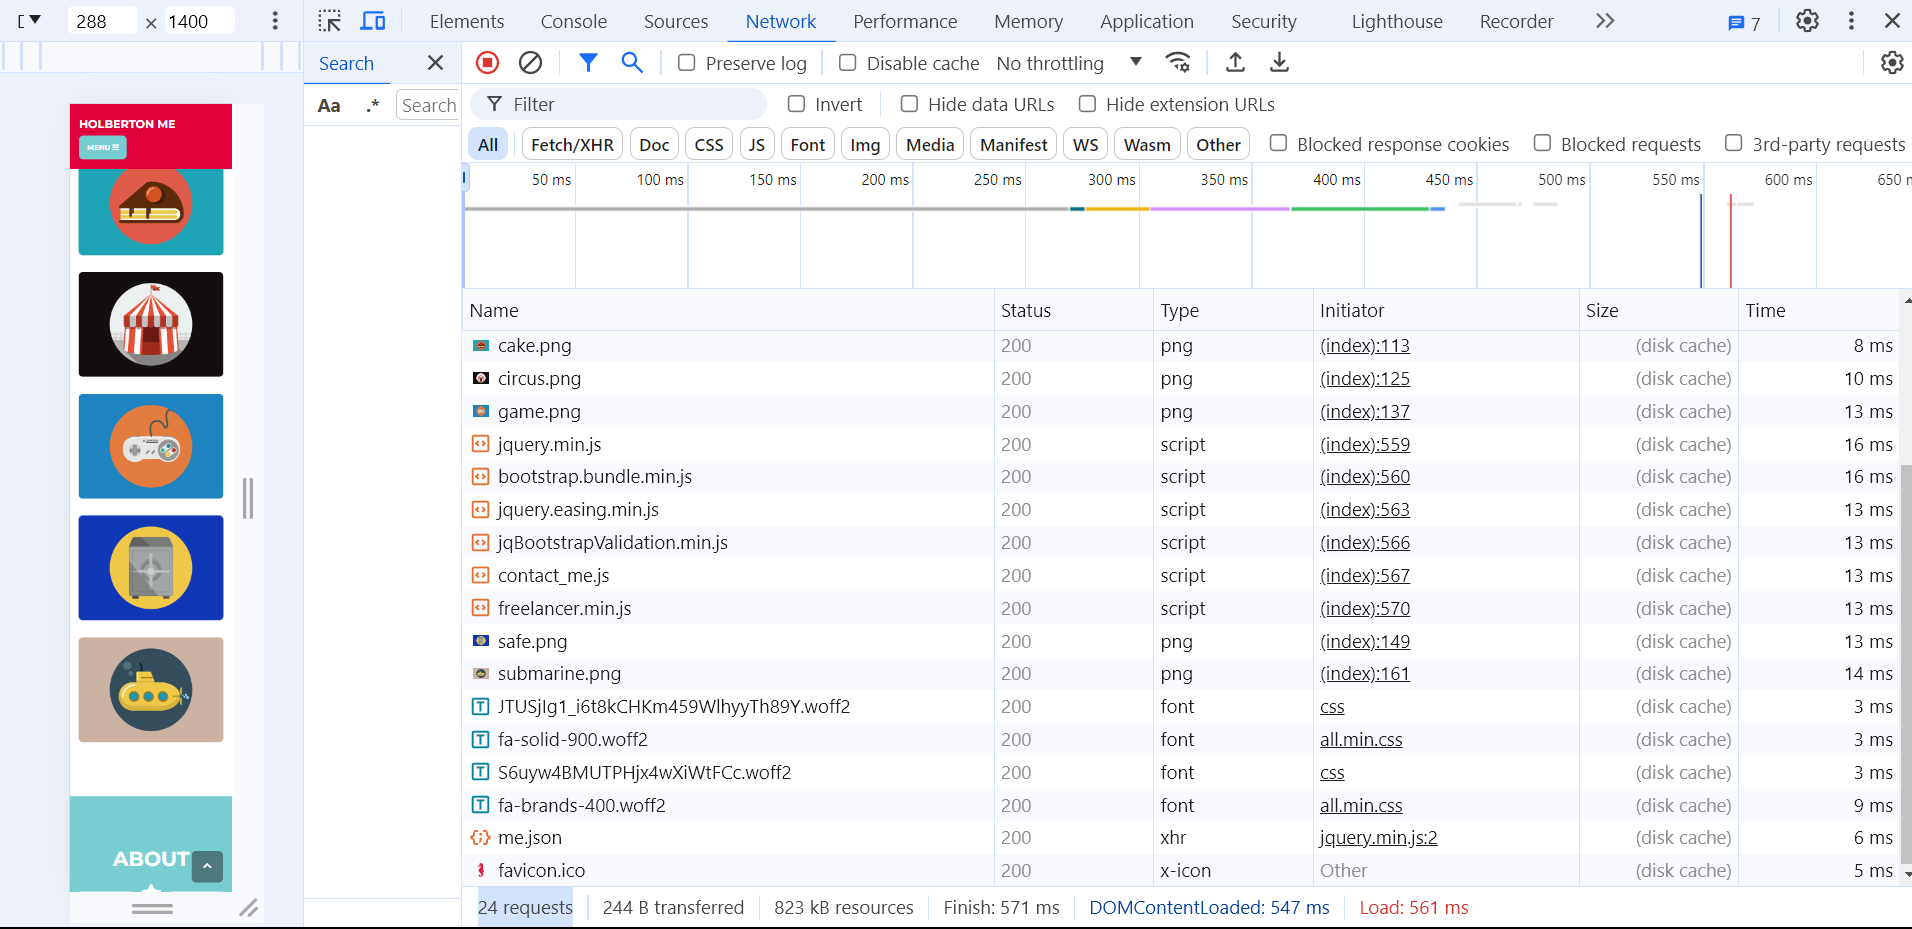 288 × 1400
Elements Console Sources Network Performance Memory Application Security Lighthouse Recorder 7
Search
Preserve log Disable cache No throttling
Aa .* Search
Filter Invert Hide data URLs Hide extension URLs
All Fetch/XHR Doc CSS JS Font Img Media Manifest WS Wasm Other Blocked response cookies Blocked requests 3rd-party requests
50 ms 100 ms 150 ms 200 ms 250 ms 300 ms 350 ms 400 ms 450 ms 500 ms 550 ms 600 ms 650
HOLBERTON ME
MENU
Name Status Type Initiator Size Time
cake.png 200 png (index):113 (disk cache) 8 ms
circus.png 200 png (index):125 (disk cache) 10 ms
game.png 200 png (index):137 (disk cache) 13 ms
jquery.min.js 200 script (index):559 (disk cache) 16 ms
bootstrap.bundle.min.js 200 script (index):560 (disk cache) 16 ms
jquery.easing.min.js 200 script (index):563 (disk cache) 13 ms
jqBootstrapValidation.min.js 200 script (index):566 (disk cache) 13 ms
contact_me.js 200 script (index):567 (disk cache) 13 ms
freelancer.min.js 200 script (index):570 (disk cache) 13 ms
safe.png 200 png (index):149 (disk cache) 13 ms
submarine.png 200 png (index):161 (disk cache) 14 ms
JTUSjIg1_i6t8kCHKm459WlhyyTh89Y.woff2 200 font css (disk cache) 3 ms
fa-solid-900.woff2 200 font all.min.css (disk cache) 3 ms
S6uyw4BMUTPHjx4wXiWtFCc.woff2 200 font css (disk cache) 3 ms
fa-brands-400.woff2 200 font all.min.css (disk cache) 9 ms
me.json 200 xhr jquery.min.js:2 (disk cache) 6 ms
favicon.ico 200 x-icon Other (disk cache) 5 ms
ABOUT
24 requests 244 B transferred 823 kB resources Finish: 571 ms DOMContentLoaded: 547 ms Load: 561 ms